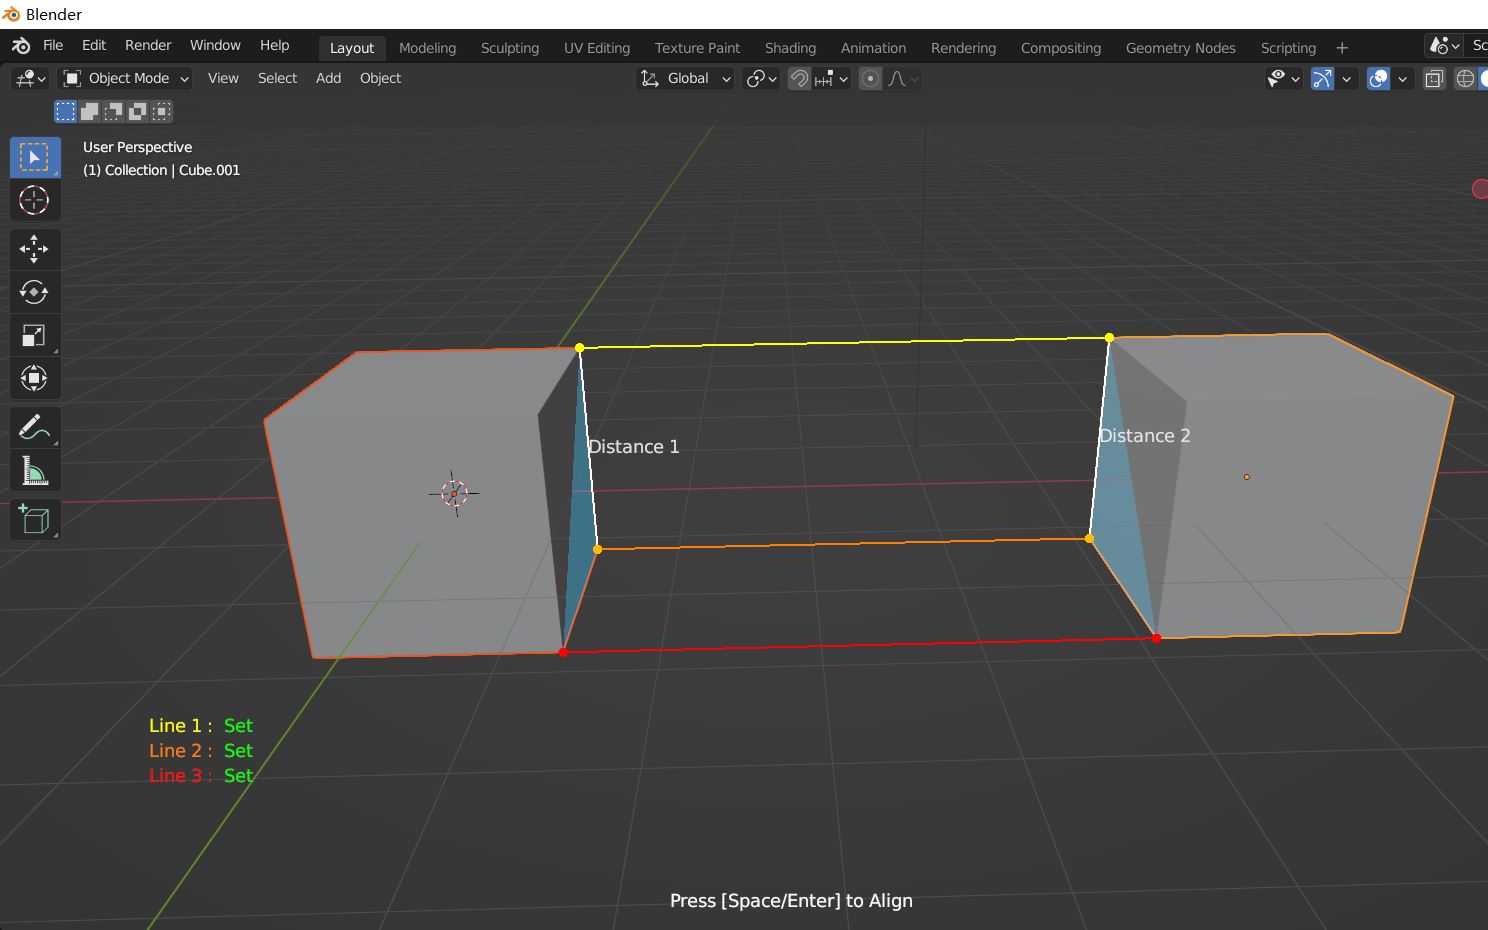 Blender
File Edit Render Window Help Layout Modeling Sculpting UV Editing Texture Paint Shading Animation Rendering Compositing Geometry Nodes Scripting + Sc
Object Mode View Select Add Object Global
User Perspective
(1) Collection | Cube.001
Distance 1
Distance 2
Line 1 : Set
Line 2 : Set
Line 3 : Set
Press [Space/Enter] to Align